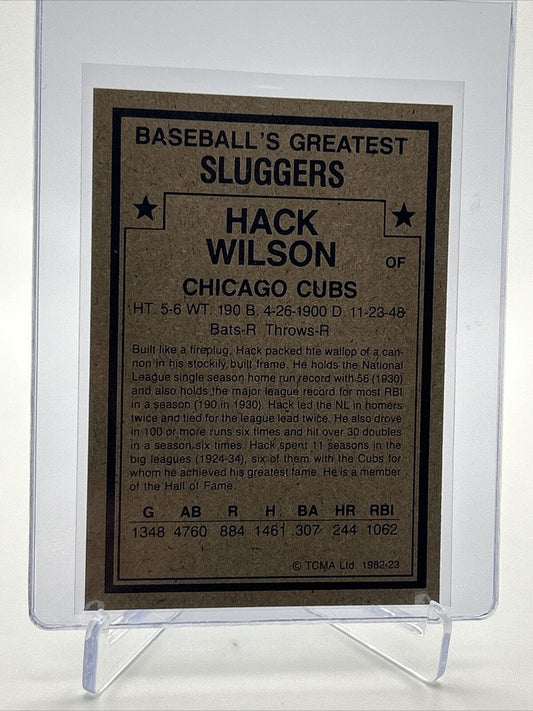 BASEBALL'S GREATEST
SLUGGERS
HACK
WILSON
OF
CHICAGO CUBS
HT. 5-6 WT. 190 B. 4-26-1900 D. 11-23-48
Bats-R Throws-R
Built like a fireplug, Hack packed hte wallop of a can-
non in his stockily built frame. He holds the National
League single season home run record with 56 (1930)
and also holds the major league record for most RBI
in a season (190 in 1930). Hack led the NL in homers
twice and tied for the league lead twice. He also drove
in 100 or more runs six times and hit over 30 doubles
in a season six times. Hack spent 11 seasons in the
big leagues (1924-34), six of them with the Cubs for
whom he achieved his greatest fame. He is a member
of the Hall of Fame.
G AB R H BA HR RBI
1348 4760 884 1461 .307 244 1062
© TCMA Ltd. 1982-23